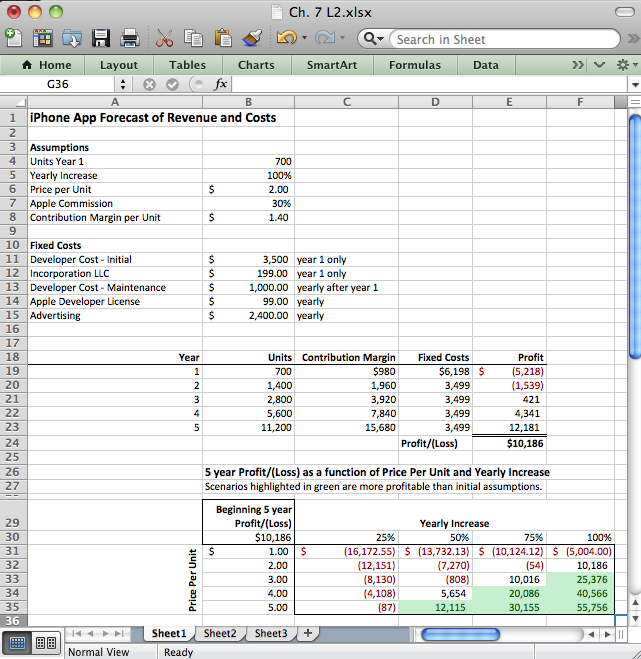 Ch. 7 L2.xlsx
Search in Sheet
Home Layout Tables Charts SmartArt Formulas Data
G36 fx
A B C D E F
1 iPhone App Forecast of Revenue and Costs
2
3 Assumptions
4 Units Year 1 700
5 Yearly Increase 100%
6 Price per Unit $ 2.00
7 Apple Commission 30%
8 Contribution Margin per Unit $ 1.40
9
10 Fixed Costs
11 Developer Cost - Initial $ 3,500 year 1 only
12 Incorporation LLC $ 199.00 year 1 only
13 Developer Cost - Maintenance $ 1,000.00 yearly after year 1
14 Apple Developer License $ 99.00 yearly
15 Advertising $ 2,400.00 yearly
16
17
18 Year Units Contribution Margin Fixed Costs Profit
19 1 700 $980 $6,198 $ (5,218)
20 2 1,400 1,960 3,499 (1,539)
21 3 2,800 3,920 3,499 421
22 4 5,600 7,840 3,499 4,341
23 5 11,200 15,680 3,499 12,181
24 Profit/(Loss) $10,186
25
26 5 year Profit/(Loss) as a function of Price Per Unit and Yearly Increase
27 Scenarios highlighted in green are more profitable than initial assumptions.
Beginning 5 year
29 Profit/(Loss) Yearly Increase
30 $10,186 25% 50% 75% 100%
31 $ 1.00 $ (16,172.55) $ (13,732.13) $ (10,124.12) $ (5,004.00)
32 2.00 (12,151) (7,270) (54) 10,186
33 3.00 (8,130) (808) 10,016 25,376
34 4.00 (4,108) 5,654 20,086 40,566
35 5.00 (87) 12,115 30,155 55,756
Price Per Unit
36
Sheet1 Sheet2 Sheet3 +
Normal View Ready